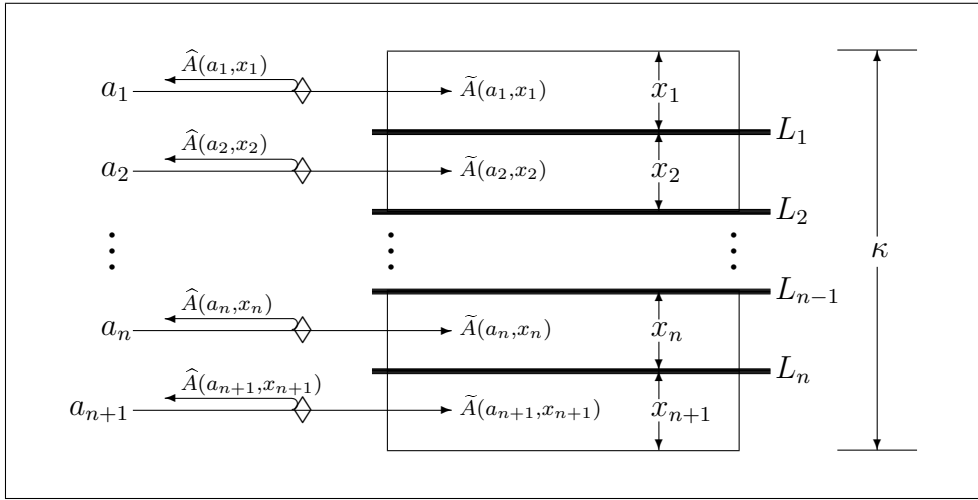 Â(a₁,x₁)
a₁ Ã(a₁,x₁) x₁
L₁
Â(a₂,x₂)
a₂ Ã(a₂,x₂) x₂
L₂
⋮ ⋮ ⋮ κ
Lₙ₋₁
Â(aₙ,xₙ)
aₙ Ã(aₙ,xₙ) xₙ
Lₙ
Â(aₙ₊₁,xₙ₊₁)
aₙ₊₁ Ã(aₙ₊₁,xₙ₊₁) xₙ₊₁